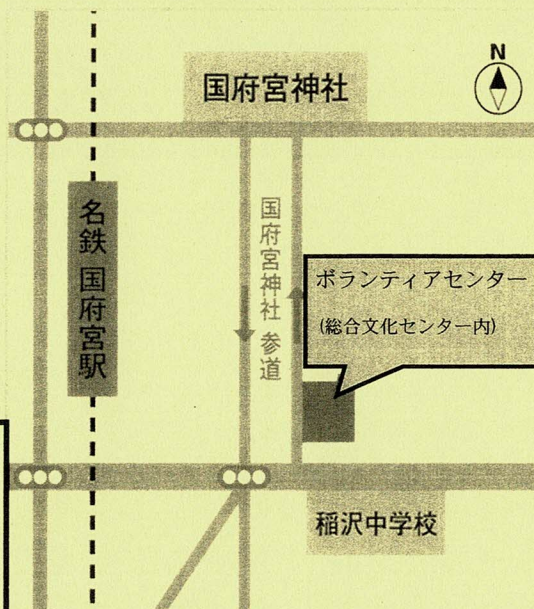 N
国府宮神社
名鉄 国府宮駅
国府宮神社 参道
ボランティアセンター
(総合文化センター内)
稲沢中学校